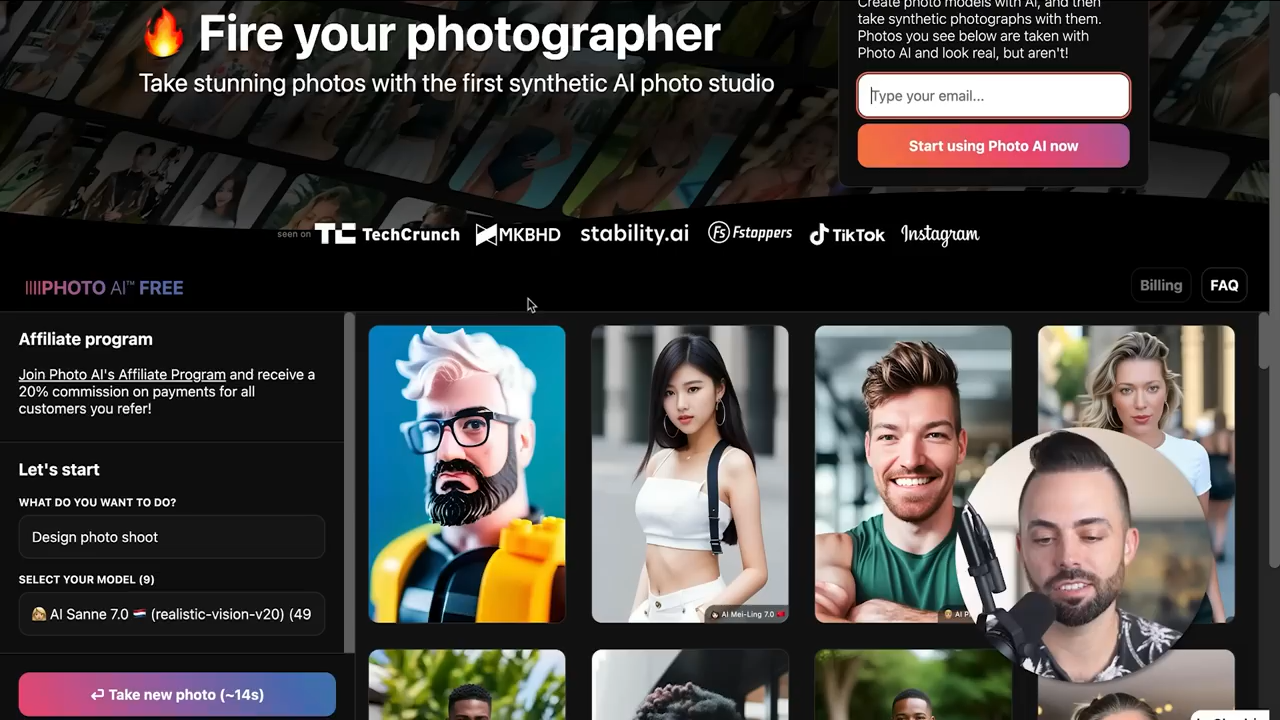 🔥 Fire your photographer
Take stunning photos with the first synthetic AI photo studio
Create photo models with AI, and then
take synthetic photographs with them.
Photos you see below are taken with
Photo AI and look real, but aren't!
Type your email...
Start using Photo AI now
seen on TechCrunch MKBHD stability.ai Fstoppers TikTok Instagram
PHOTO AI™ FREE
Billing
FAQ
Affiliate program
Join Photo AI's Affiliate Program and receive a
20% commission on payments for all
customers you refer!
Let's start
WHAT DO YOU WANT TO DO?
Design photo shoot
SELECT YOUR MODEL (9)
AI Sanne 7.0 🇳🇱 (realistic-vision-v20) (49
⏎ Take new photo (~14s)
AI Mei-Ling 7.0
AI